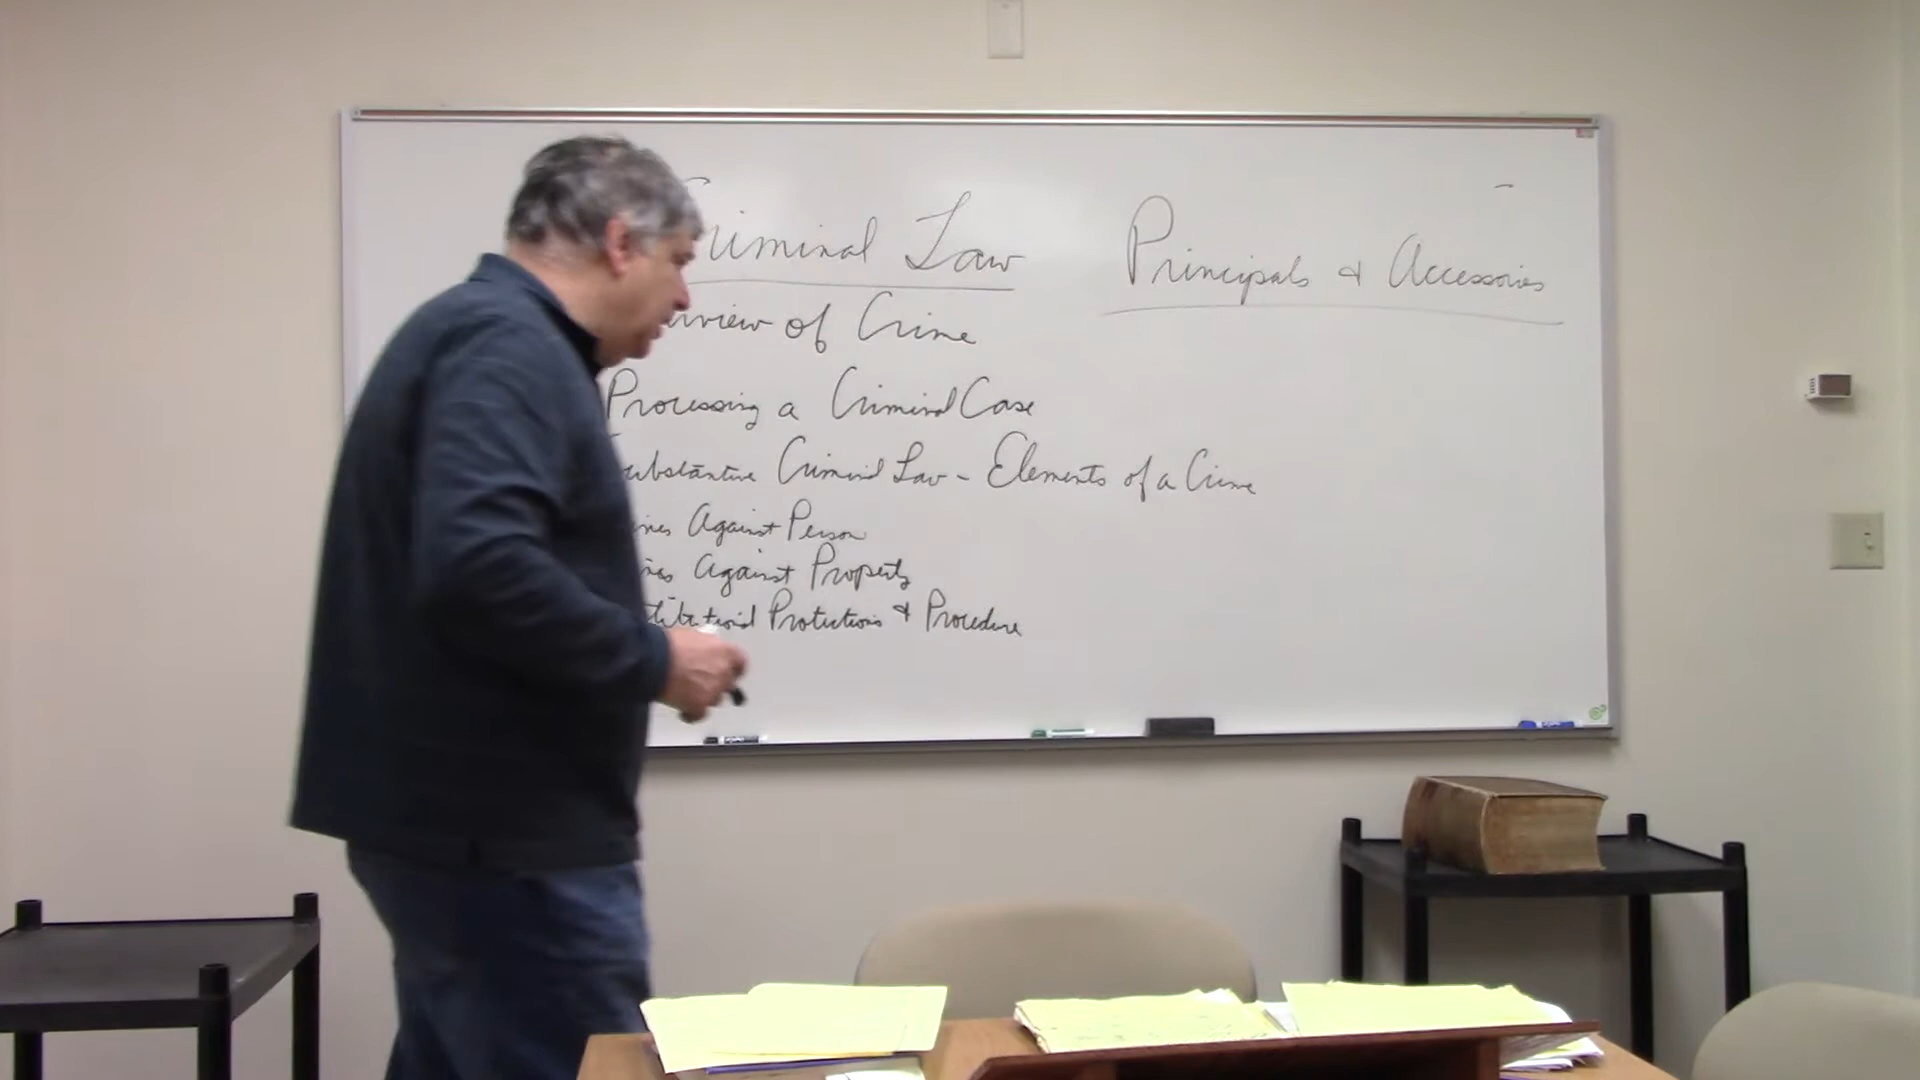 Criminal Law
Principals & Accessories
of Crime
Processing a Criminal Case
Substantive Criminal Law - Elements of a Crime
Against Person
Against Property
Protections & Procedure